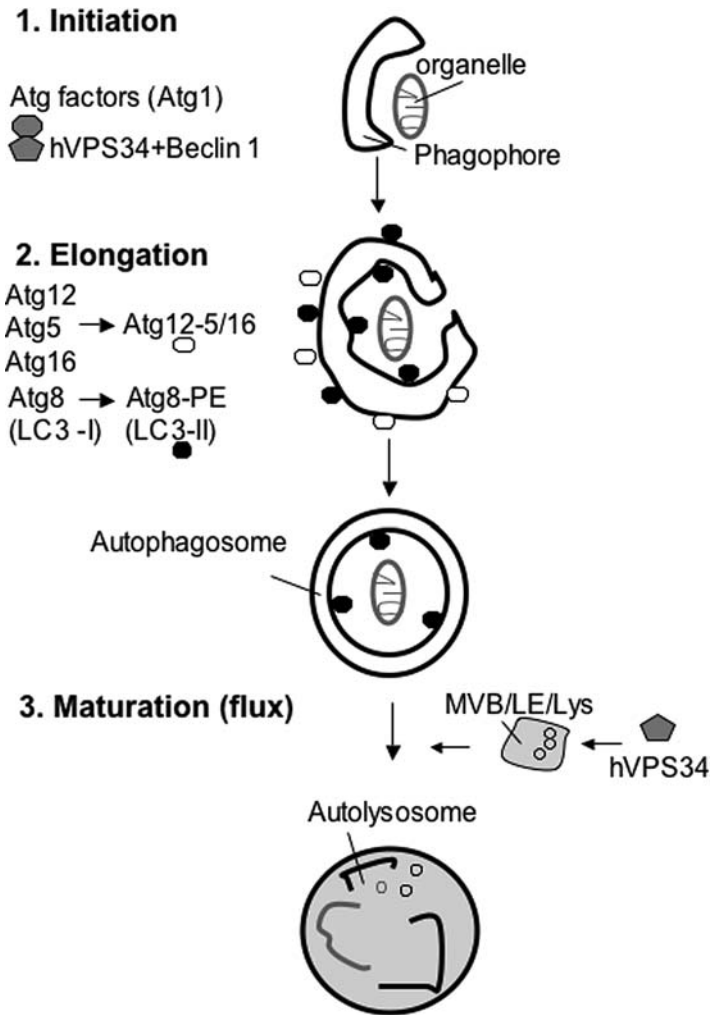 1. Initiation
organelle
Atg factors (Atg1)
hVPS34+Beclin 1
Phagophore
2. Elongation
Atg12
Atg5 → Atg12-5/16
Atg16
Atg8 → Atg8-PE
(LC3 -I) (LC3-II)
Autophagosome
3. Maturation (flux)
MVB/LE/Lys
hVPS34
Autolysosome